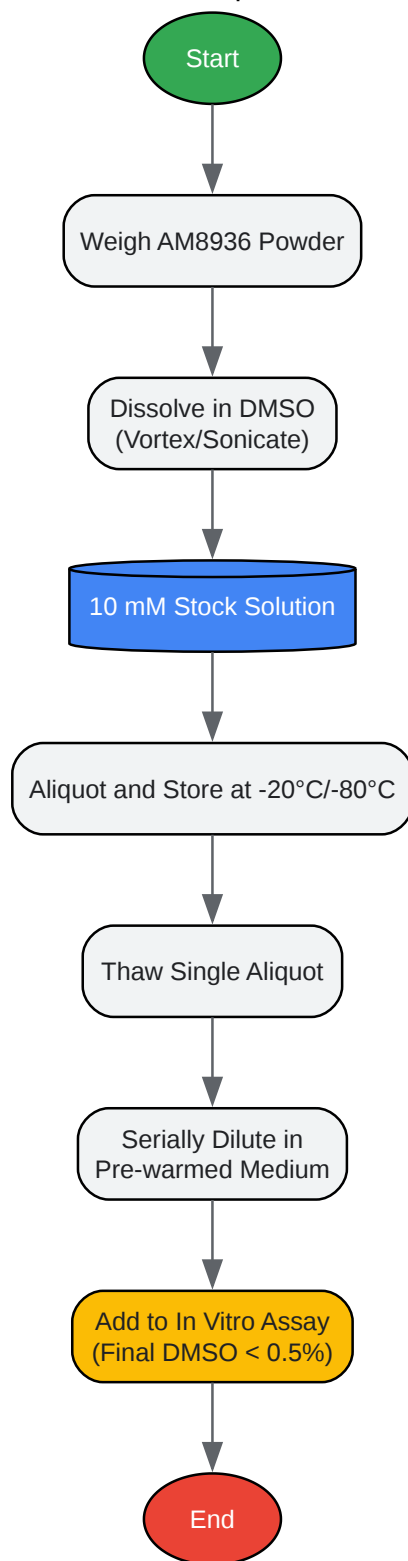 Start
Weigh AM8936 Powder
Dissolve in DMSO
(Vortex/Sonicate)
10 mM Stock Solution
Aliquot and Store at -20°C/-80°C
Thaw Single Aliquot
Serially Dilute in
Pre-warmed Medium
Add to In Vitro Assay
(Final DMSO < 0.5%)
End